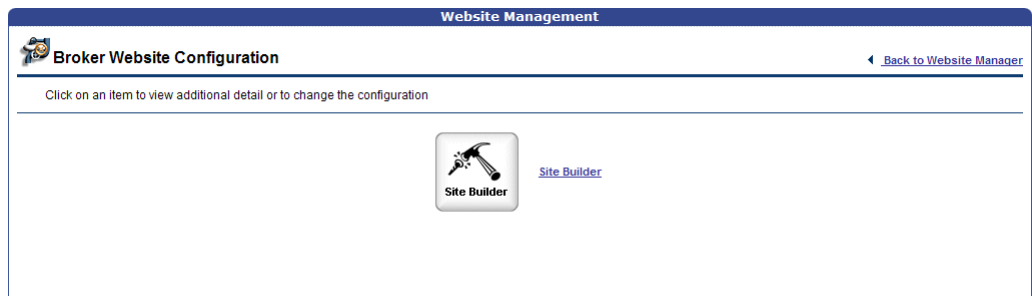 Website Management
Broker Website Configuration
Back to Website Manager
Click on an item to view additional detail or to change the configuration
Site Builder
Site Builder